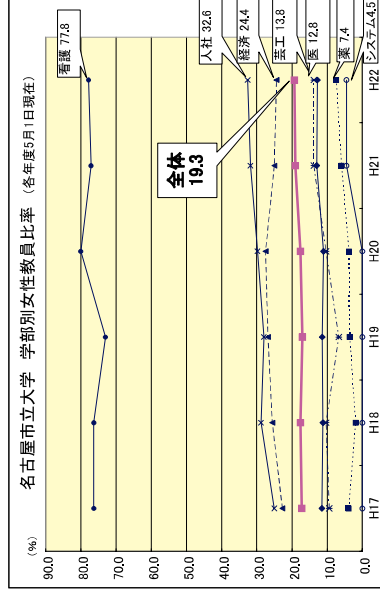 名古屋市立大学 学部別女性教員比率 (各年度5月1日現在)
(%)
90.0
80.0
70.0
60.0
50.0
40.0
30.0
20.0
10.0
0.0
H17
H18
H19
H20
H21
H22
看護 77.8
全体
19.3
人社 32.6
経済 24.4
芸工 13.8
医 12.8
薬 7.4
システム4.5